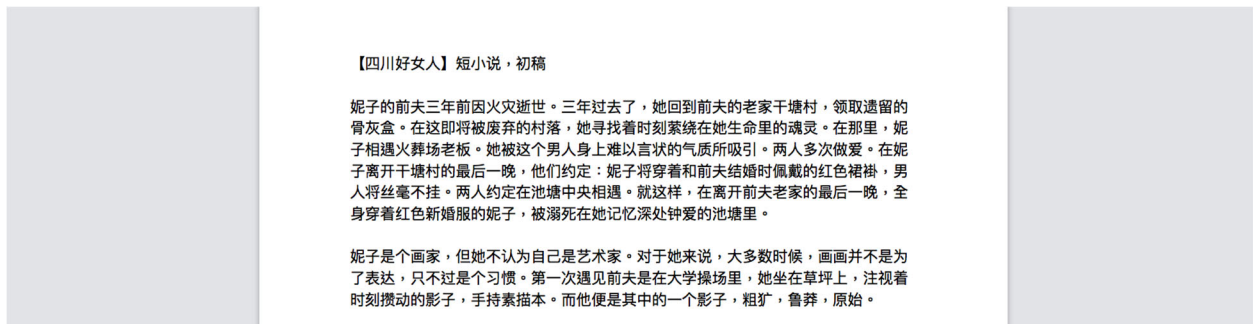 【四川好女人】短小说，初稿
妮子的前夫三年前因火灾逝世。三年过去了，她回到前夫的老家干塘村，领取遗留的
骨灰盒。在这即将被废弃的村落，她寻找着时刻萦绕在她生命里的魂灵。在那里，妮
子相遇火葬场老板。她被这个男人身上难以言状的气质所吸引。两人多次做爱。在妮
子离开干塘村的最后一晚，他们约定：妮子将穿着和前夫结婚时佩戴的红色裙褂，男
人将丝毫不挂。两人约定在池塘中央相遇。就这样，在离开前夫老家的最后一晚，全
身穿着红色新婚服的妮子，被溺死在她记忆深处钟爱的池塘里。
妮子是个画家，但她不认为自己是艺术家。对于她来说，大多数时候，画画并不是为
了表达，只不过是个习惯。第一次遇见前夫是在大学操场里，她坐在草坪上，注视着
时刻攒动的影子，手持素描本。而他便是其中的一个影子，粗犷，鲁莽，原始。